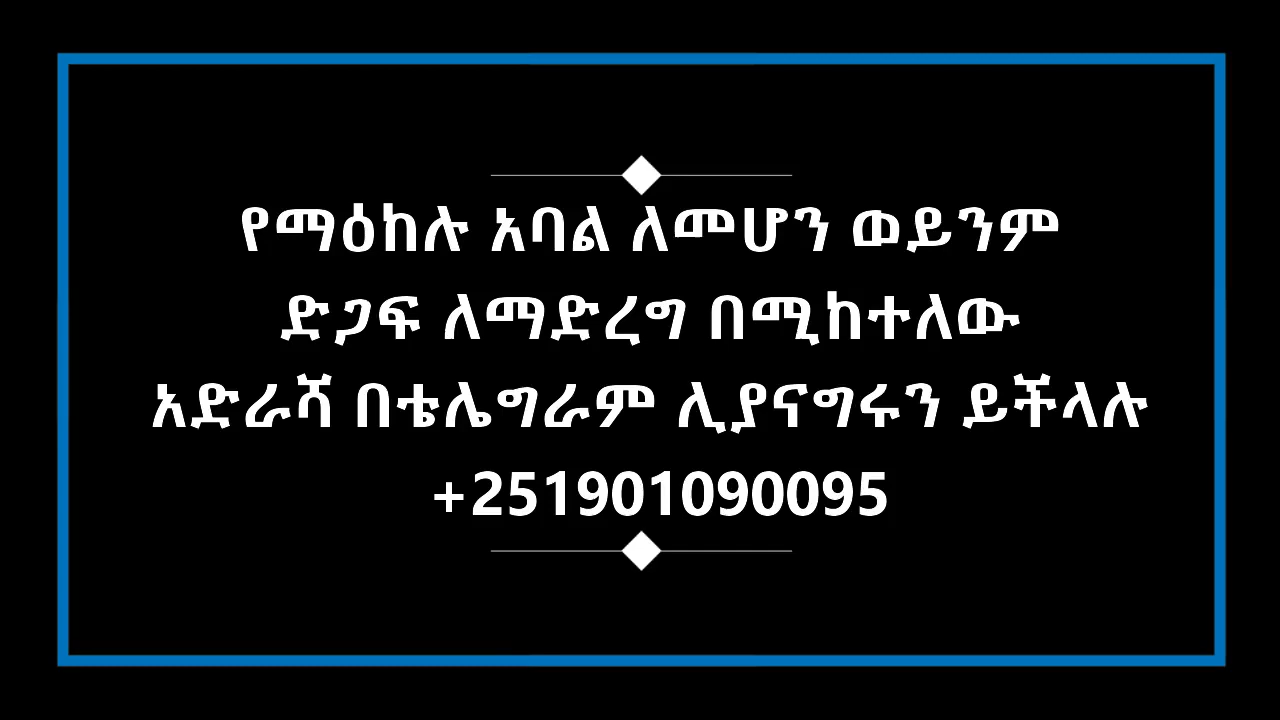 የማዕከሉ አባል ለመሆን ወይንም
ድጋፍ ለማድረግ በሚከተለው
አድራሻ በቴሌግራም ሊያናግሩን ይችላሉ
+251901090095